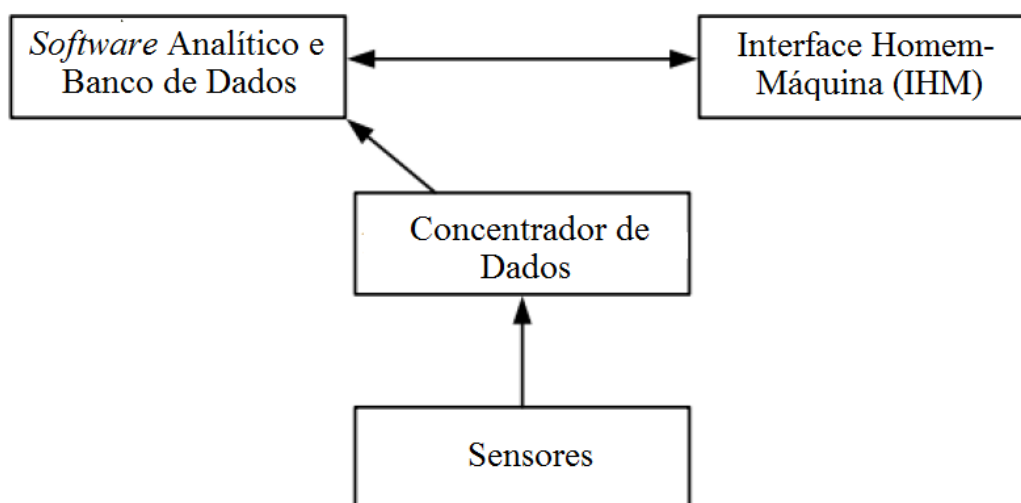 Software Analítico e
Banco de Dados
Interface Homem-
Máquina (IHM)
Concentrador de
Dados
Sensores